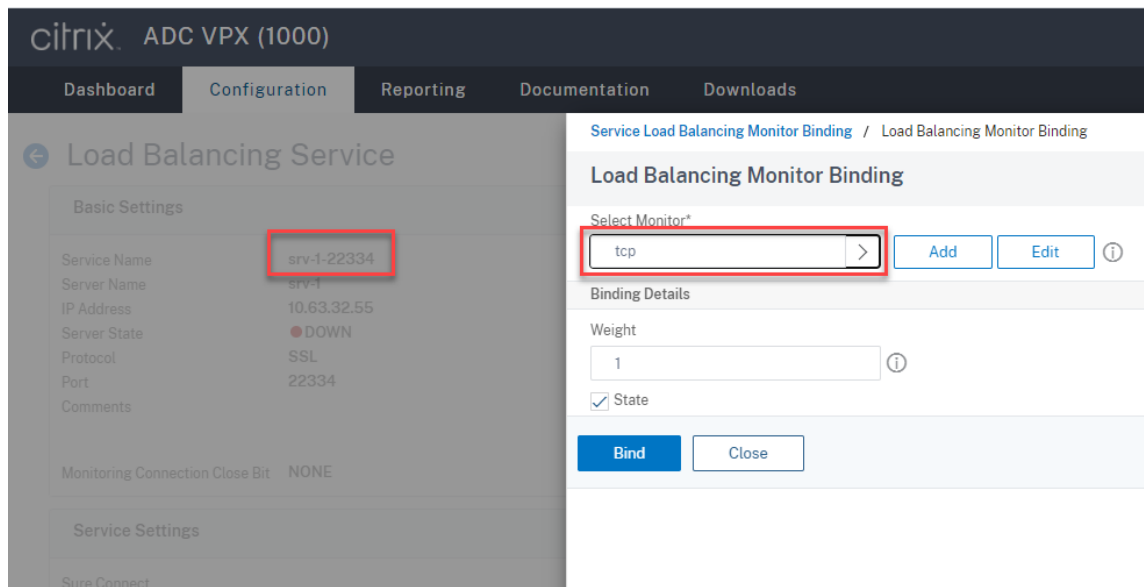 citrix. ADC VPX (1000)
Dashboard Configuration Reporting Documentation Downloads
Load Balancing Service
Basic Settings
Service Name srv-1-22334
Server Name srv-1
IP Address 10.63.32.55
Server State DOWN
Protocol SSL
Port 22334
Comments
Monitoring Connection Close Bit NONE
Service Settings
Sure Connect
Service Load Balancing Monitor Binding / Load Balancing Monitor Binding
Load Balancing Monitor Binding
Select Monitor*
tcp > Add Edit
Binding Details
Weight
1
State
Bind Close